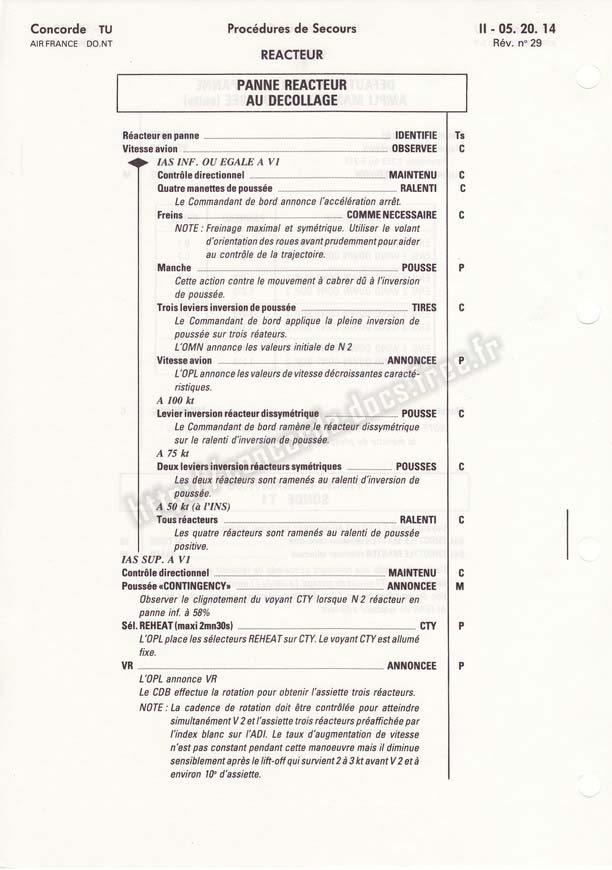 Concorde TU
Procédures de Secours
II - 05. 20. 14
AIR FRANCE DO.NT
Rév. n° 29
REACTEUR
PANNE REACTEUR
AU DECOLLAGE
Réacteur en panne IDENTIFIE Ts
Vitesse avion OBSERVEE C
IAS INF. OU EGALE A V1
Contrôle directionnel MAINTENU C
Quatre manettes de poussée RALENTI C
Le Commandant de bord annonce l'accélération arrêt.
Freins COMME NECESSAIRE C
NOTE : Freinage maximal et symétrique. Utiliser le volant
d'orientation des roues avant prudemment pour aider
au contrôle de la trajectoire.
Manche POUSSE P
Cette action contre le mouvement à cabrer dû à l'inversion
de poussée.
Trois leviers inversion de poussée TIRES C
Le Commandant de bord applique la pleine inversion de
poussée sur trois réateurs.
L'OMN annonce les valeurs initiale de N 2
Vitesse avion ANNONCEE P
L'OPL annonce les valeurs de vitesse décroissantes caracté-
ristiques.
A 100 kt
Levier inversion réacteur dissymétrique POUSSE C
Le Commandant de bord ramène le réacteur dissymétrique
sur le ralenti d'inversion de poussée.
A 75 kt
Deux leviers inversion réacteurs symétriques POUSSES C
Les deux réacteurs sont ramenés au ralenti d'inversion de
poussée.
A 50 kt (à l'INS)
Tous réacteurs RALENTI C
Les quatre réacteurs sont ramenés au ralenti de poussée
positive.
IAS SUP. A V1
Contrôle directionnel MAINTENU C
Poussée «CONTINGENCY» ANNONCEE M
Observer le clignotement du voyant CTY lorsque N 2 réacteur en
panne inf. à 58%
Sél. REHEAT (maxi 2mn30s) CTY P
L'OPL place les sélecteurs REHEAT sur CTY. Le voyant CTY est allumé
fixe.
VR ANNONCEE P
L'OPL annonce VR
Le CDB effectue la rotation pour obtenir l'assiette trois réacteurs.
NOTE : La cadence de rotation doit être contrôlée pour atteindre
simultanément V 2 et l'assiette trois réacteurs préaffichée par
l'index blanc sur l'ADI. Le taux d'augmentation de vitesse
n'est pas constant pendant cette manoeuvre mais il diminue
sensiblement après le lift-off qui survient 2 à 3 kt avant V 2 et à
environ 10° d'assiette.